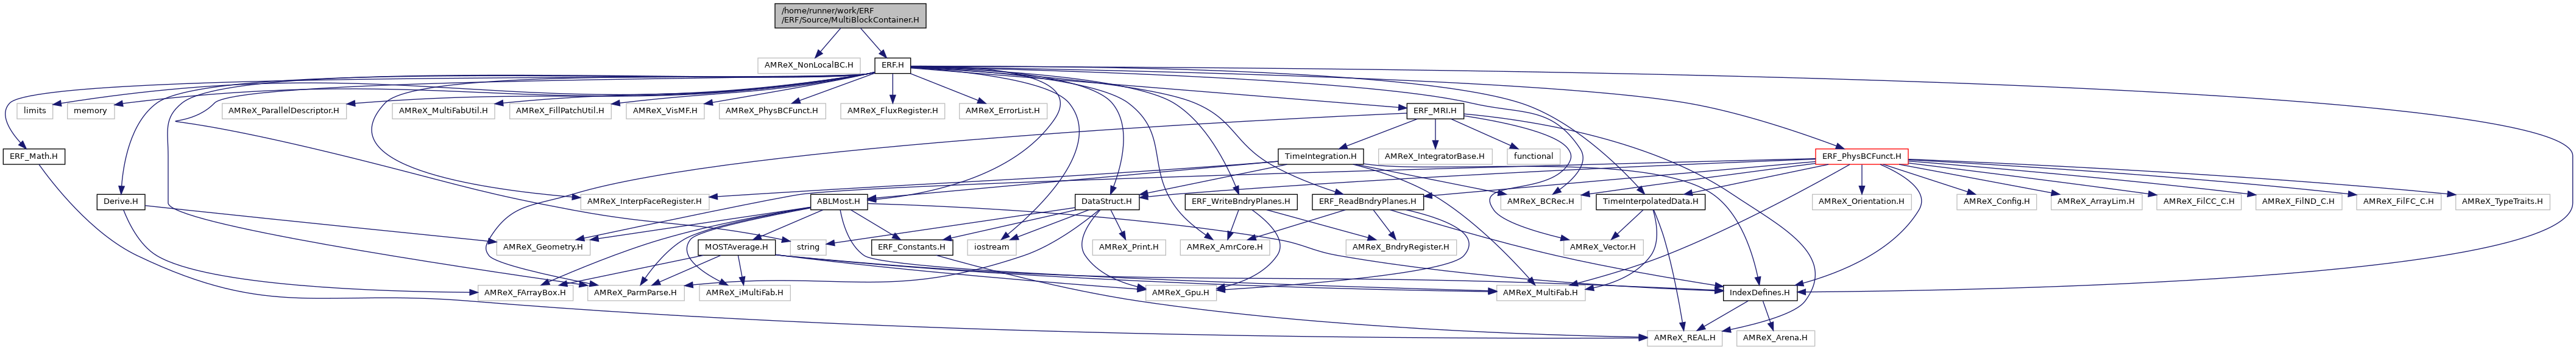 /home/runner/work/ERF
/ERF/Source/MultiBlockContainer.H
AMReX_NonLocalBC.H
ERF.H
limits
memory
AMReX_ParallelDescriptor.H
AMReX_MultiFabUtil.H
AMReX_FillPatchUtil.H
AMReX_VisMF.H
AMReX_PhysBCFunct.H
AMReX_FluxRegister.H
AMReX_ErrorList.H
ERF_MRI.H
ERF_Math.H
TimeIntegration.H
AMReX_IntegratorBase.H
functional
ERF_PhysBCFunct.H
Derive.H
AMReX_InterpFaceRegister.H
ABLMost.H
DataStruct.H
ERF_WriteBndryPlanes.H
ERF_ReadBndryPlanes.H
AMReX_BCRec.H
TimeInterpolatedData.H
AMReX_Orientation.H
AMReX_Config.H
AMReX_ArrayLim.H
AMReX_FilCC_C.H
AMReX_FilND_C.H
AMReX_FilFC_C.H
AMReX_TypeTraits.H
AMReX_Geometry.H
MOSTAverage.H
string
ERF_Constants.H
iostream
AMReX_Print.H
AMReX_AmrCore.H
AMReX_BndryRegister.H
AMReX_Vector.H
AMReX_FArrayBox.H
AMReX_ParmParse.H
AMReX_iMultiFab.H
AMReX_Gpu.H
AMReX_MultiFab.H
IndexDefines.H
AMReX_REAL.H
AMReX_Arena.H